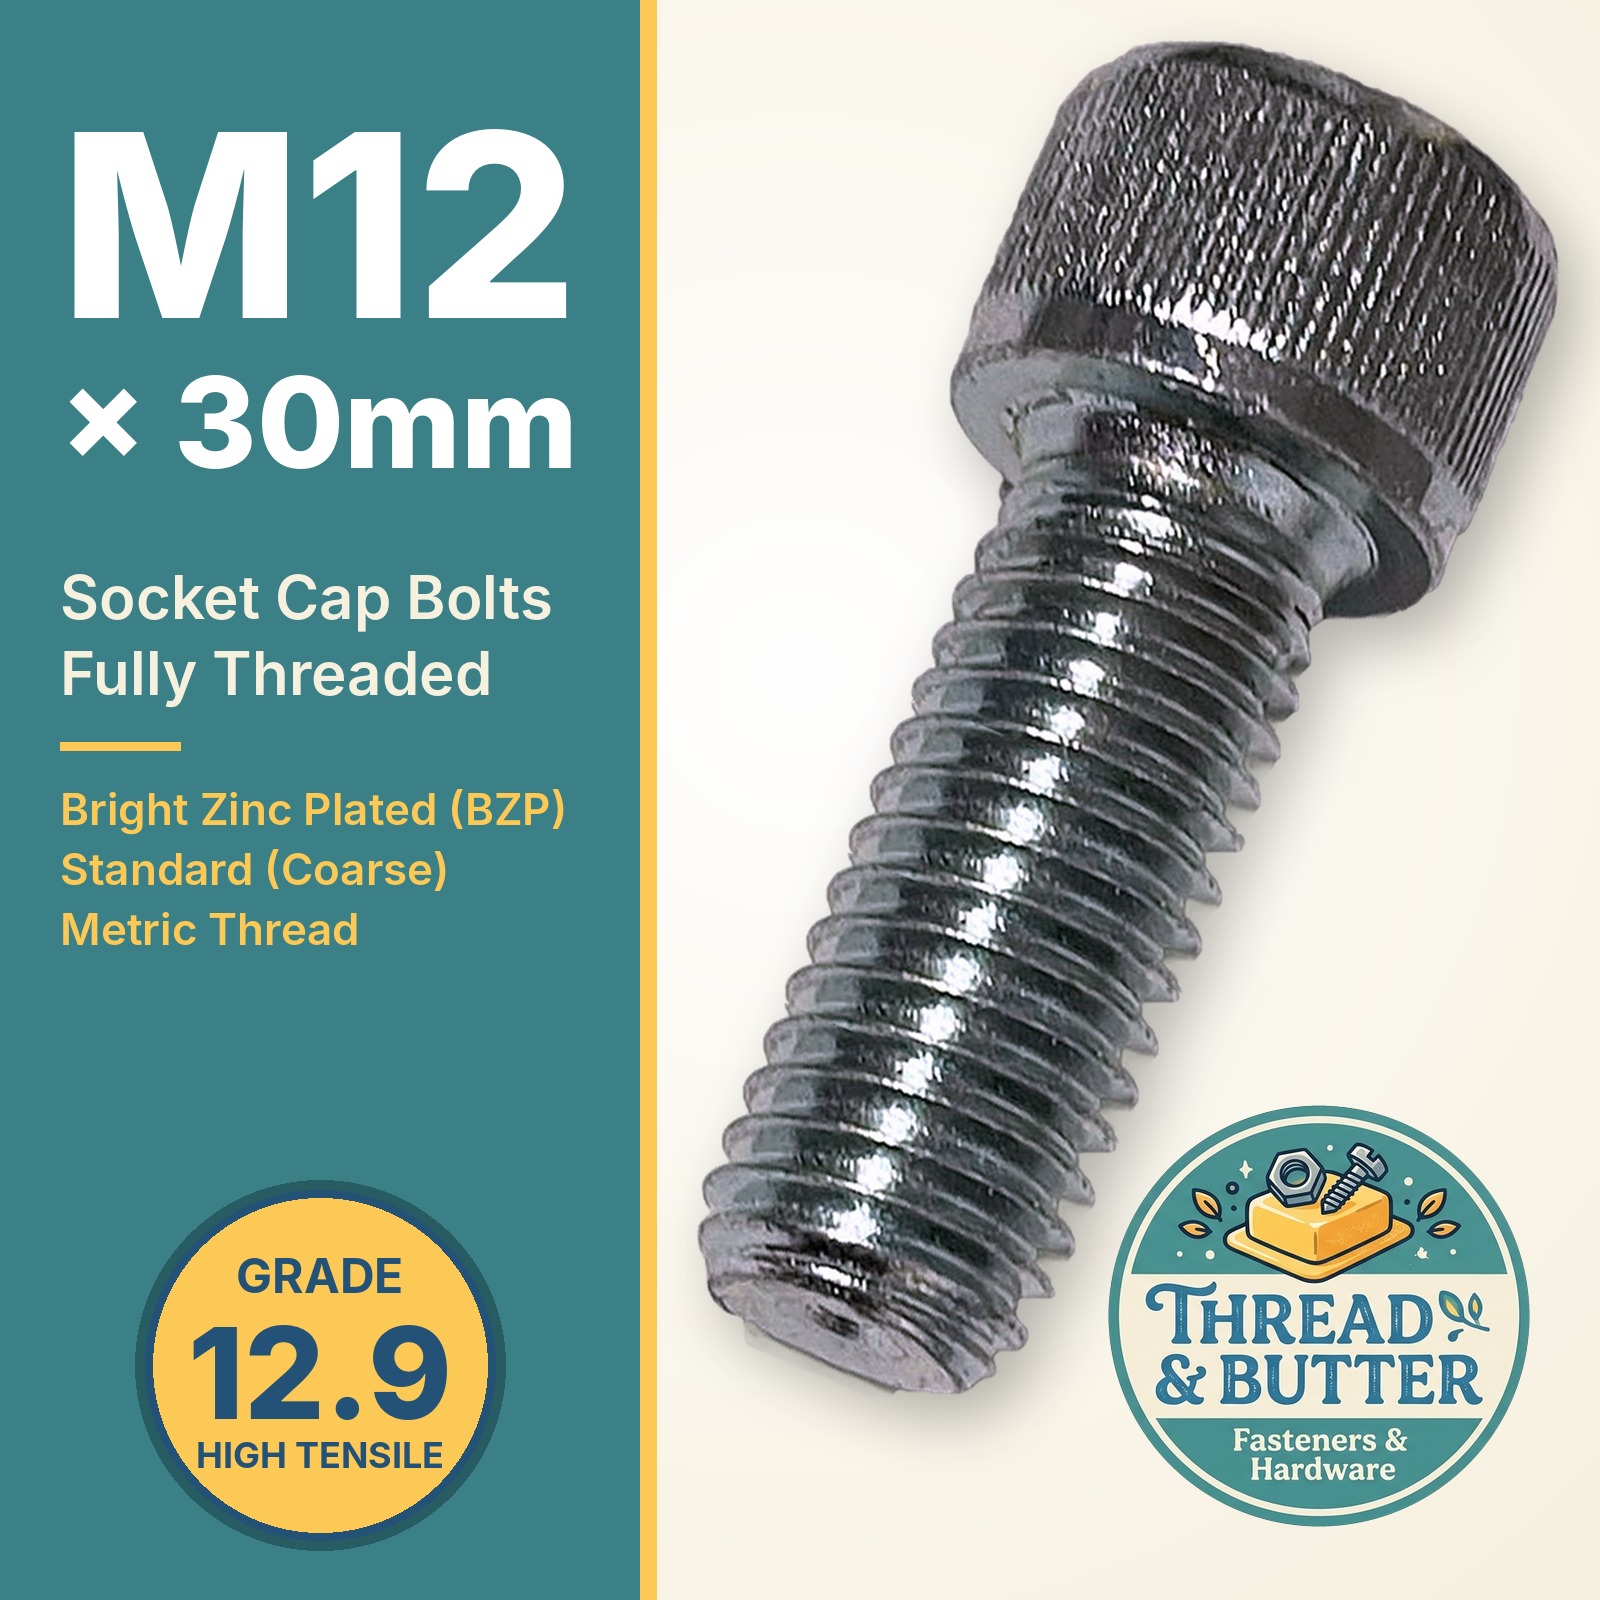 M12
× 30mm
Socket Cap Bolts
Fully Threaded
Bright Zinc Plated (BZP)
Standard (Coarse)
Metric Thread
GRADE
12.9
HIGH TENSILE
THREAD
& BUTTER
Fasteners &
Hardware